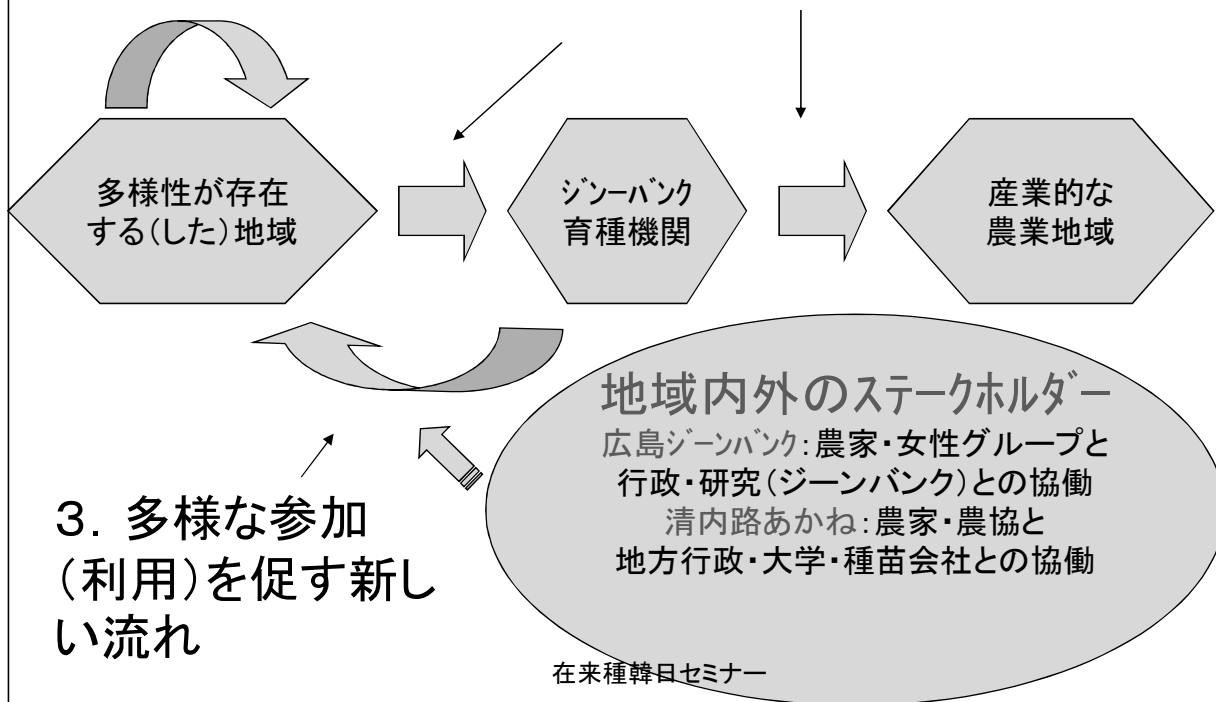 多様性が存在
する(した)地域
ジンーバンク
育種機関
産業的な
農業地域
地域内外のステークホルダー
広島ジーンバンク:農家・女性グループと
行政・研究(ジーンバンク)との協働
清内路あかね:農家・農協と
地方行政・大学・種苗会社との協働
3. 多様な参加
(利用)を促す新し
い流れ
在来種韓日セミナー